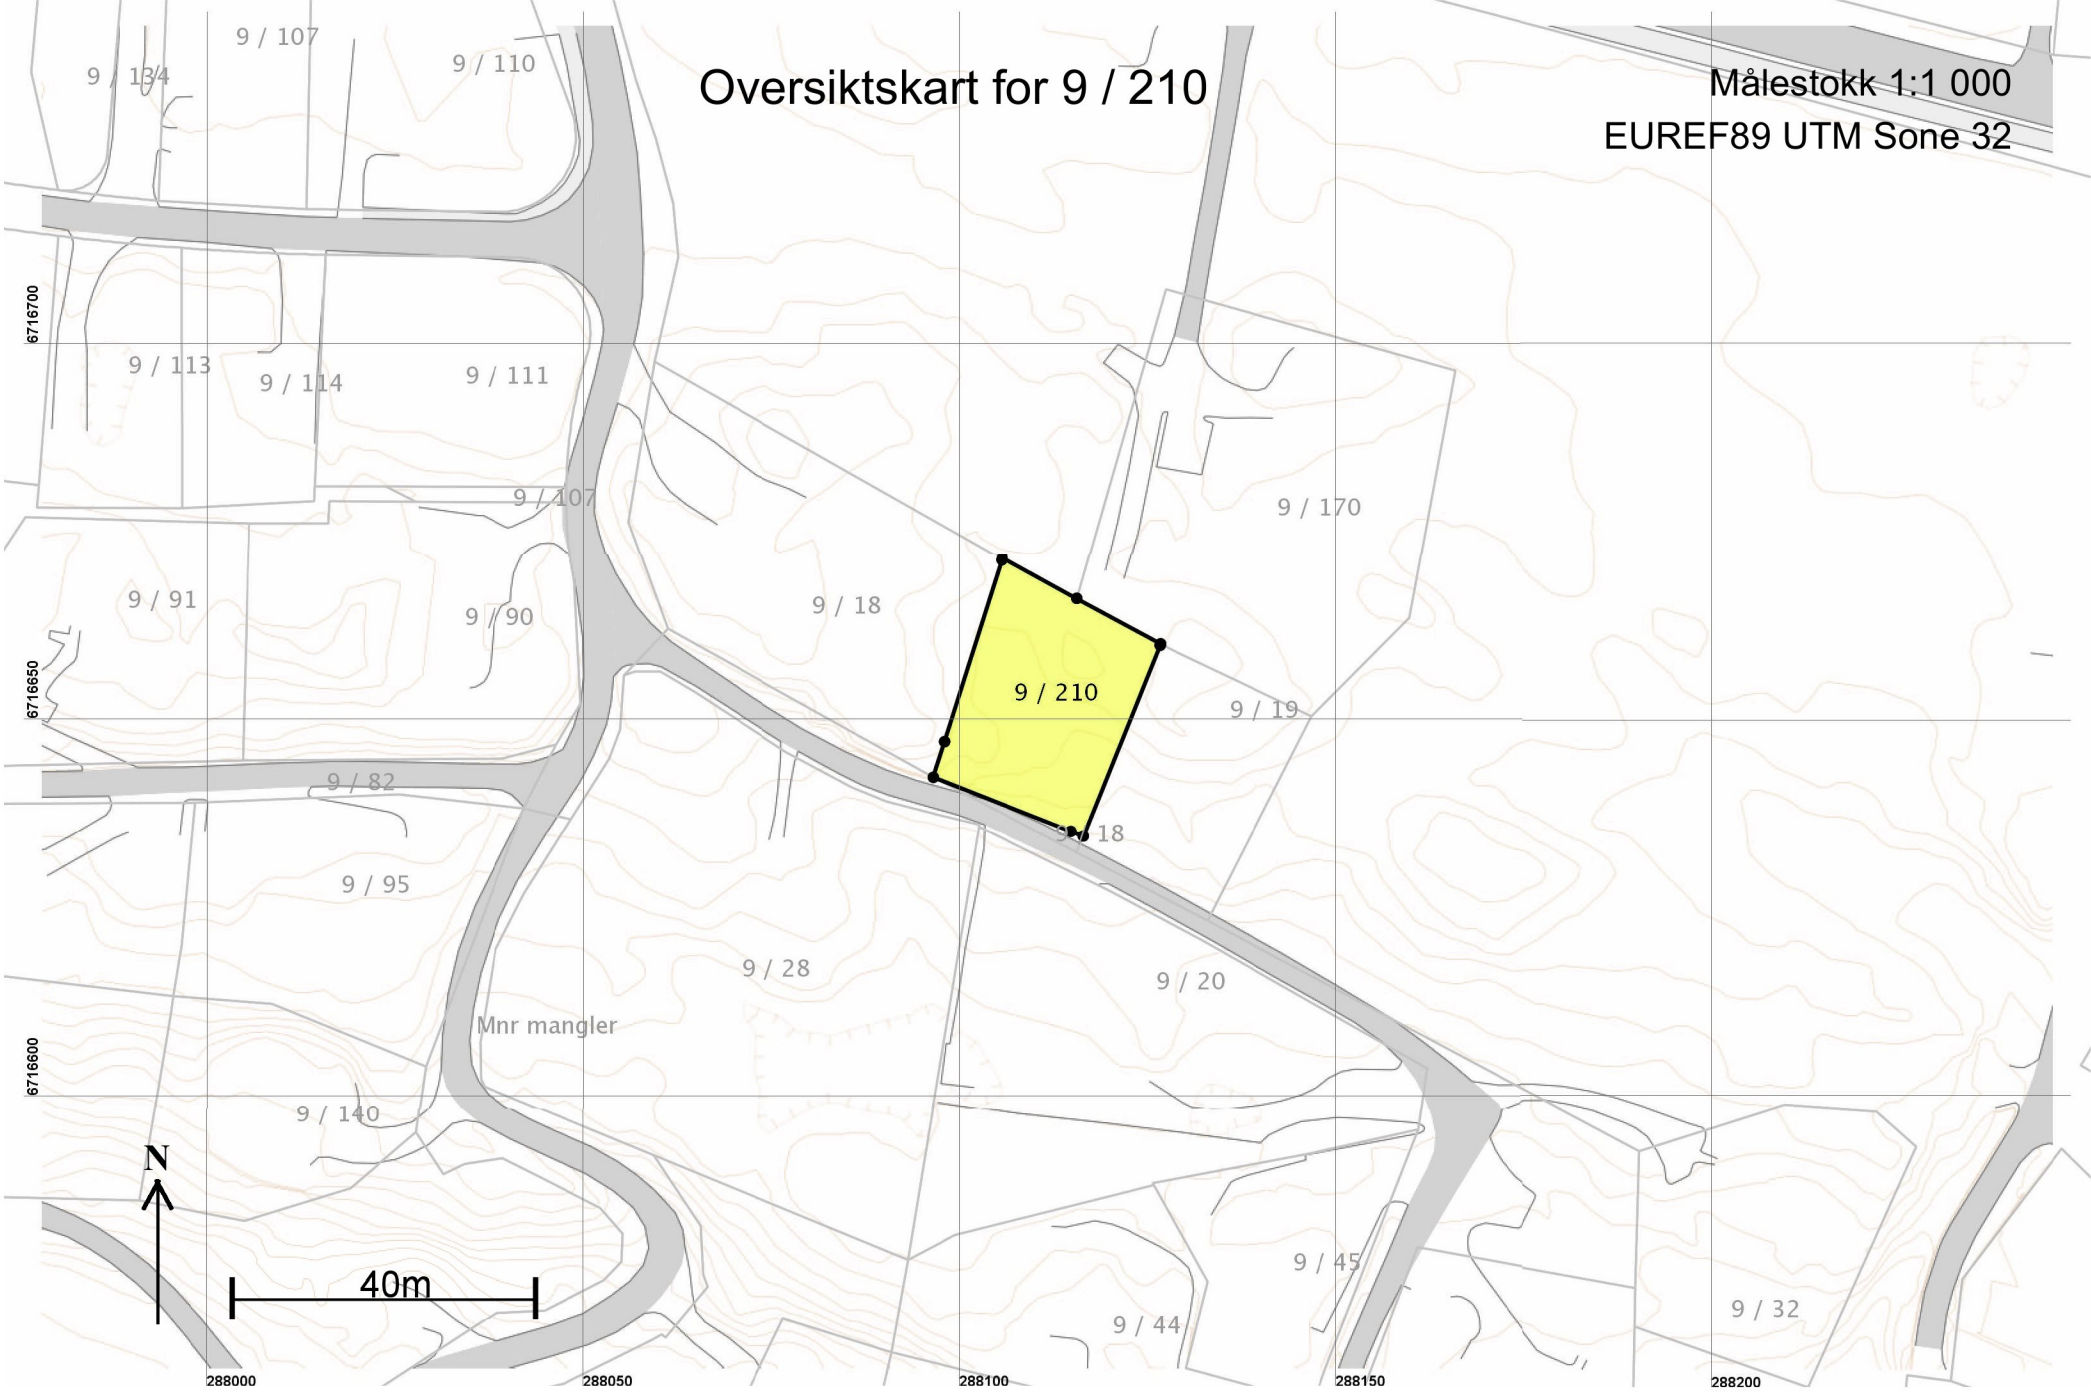 9 / 107
9 / 110
9 / 134
Oversiktskart for 9 / 210
Målestokk 1:1 000
EUREF89 UTM Sone 32
6716700
9 / 113
9 / 114
9 / 111
9 / 107
9 / 170
9 / 91
9 / 90
9 / 18
6716650
9 / 210
9 / 19
9 / 82
9 / 18
9 / 95
9 / 28
9 / 20
Mnr mangler
6716600
9 / 140
N
40m
9 / 45
9 / 44
9 / 32
288000
288050
288100
288150
288200